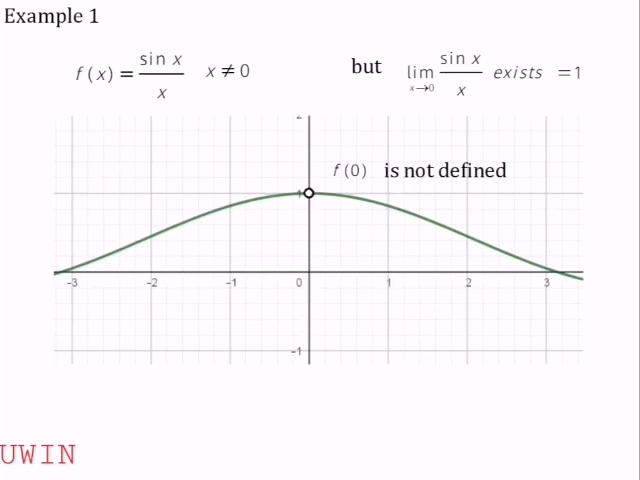 Example 1
f(x) = sin x / x   x ≠ 0   but   lim x→0 sin x / x exists = 1
2
f(0) is not defined
1
-3 -2 -1 0 1 2 3
-1
UWIN